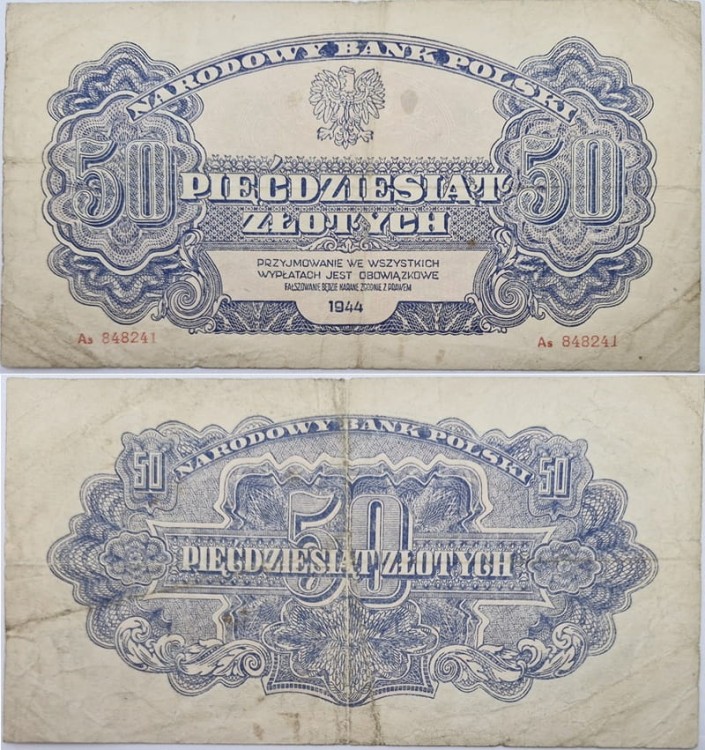 NARODOWY BANK POLSKI
50 50
PIĘĆDZIESIĄT
ZŁOTYCH
PRZYJMOWANIE WE WSZYSTKICH
WYPŁATACH JEST OBOWIĄZKOWE
FAŁSZOWANIE BĘDZIE KARANE ZGODNIE Z PRAWEM
1944
As 848241 As 848241
NARODOWY BANK POLSKI
50 50
50
PIĘĆDZIESIĄT ZŁOTYCH